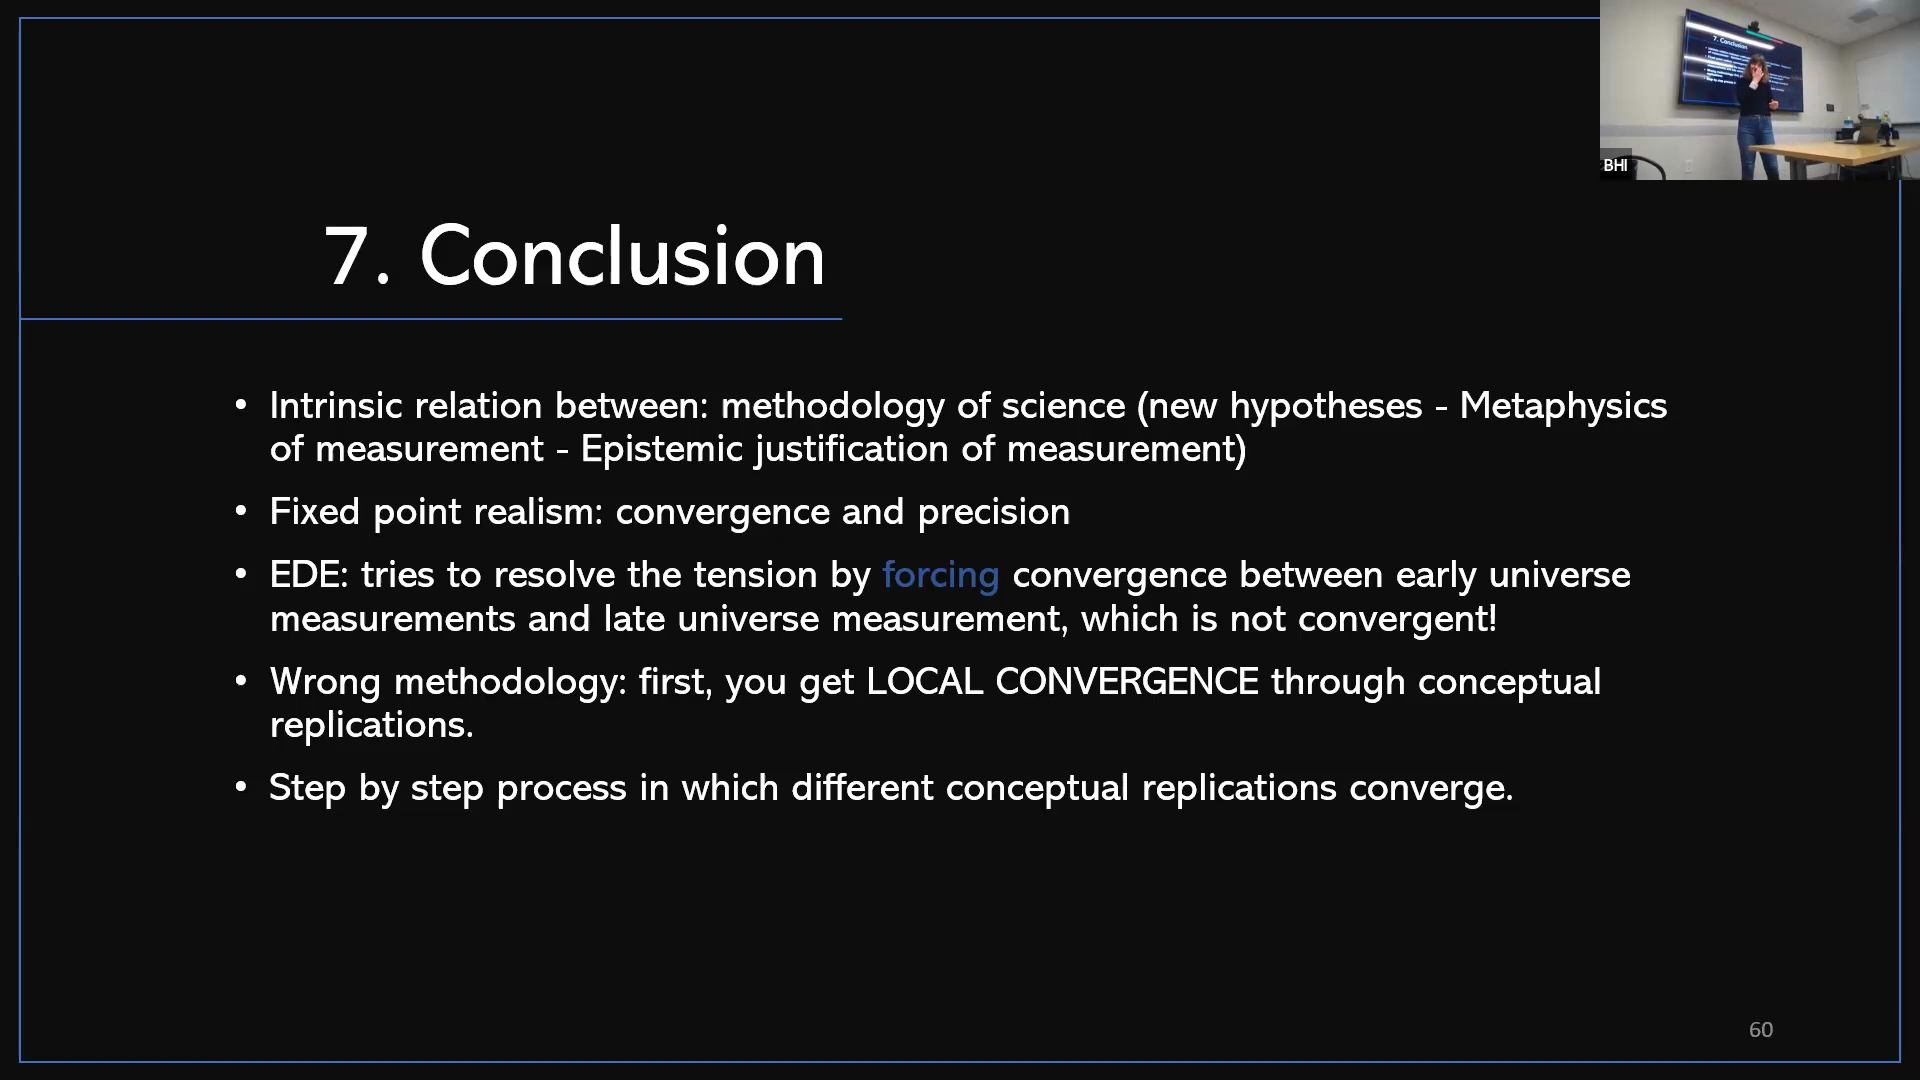 BHI
7. Conclusion
• Intrinsic relation between: methodology of science (new hypotheses - Metaphysics
of measurement - Epistemic justification of measurement)
• Fixed point realism: convergence and precision
• EDE: tries to resolve the tension by forcing convergence between early universe
measurements and late universe measurement, which is not convergent!
• Wrong methodology: first, you get LOCAL CONVERGENCE through conceptual
replications.
• Step by step process in which different conceptual replications converge.
60
7. Conclusion